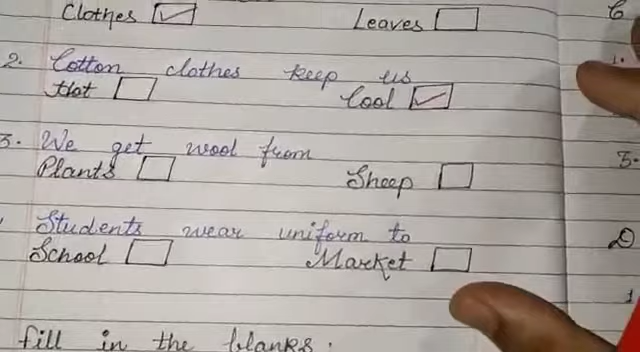 Clothes ☑ Leaves ☐
2. Cotton clothes keep us
Hot ☐ Cool ☑
3. We get wool from
Plants ☐ Sheep ☐
Students wear uniform to
School ☐ Market ☐
fill in the blanks: